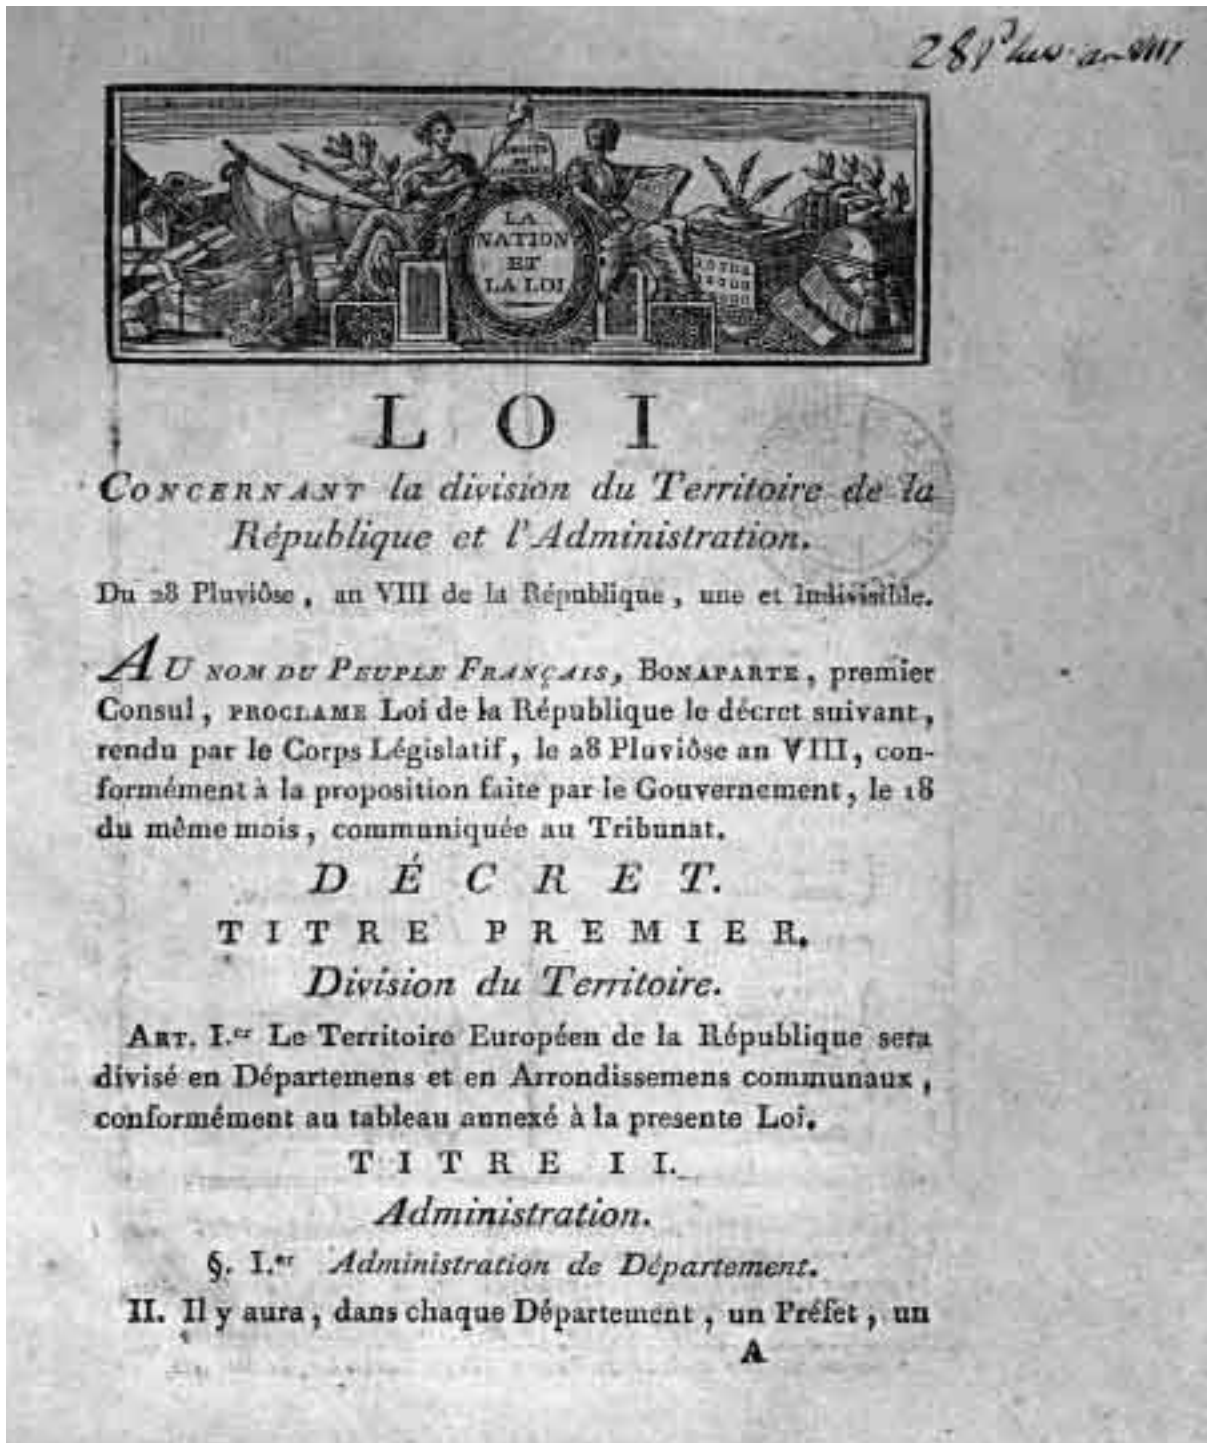 28 Pluv. an VIII
DROITS
DE
LA
NATION
ET
LA LOI
LOI
CONCERNANT la division du Territoire de la
République et l'Administration.
Du 28 Pluviôse, an VIII de la République, une et Indivisible.
AU NOM DU PEUPLE FRANÇAIS, BONAPARTE, premier
Consul, PROCLAME Loi de la République le décret suivant,
rendu par le Corps Législatif, le 28 Pluviôse an VIII, con-
formément à la proposition faite par le Gouvernement, le 18
du même mois, communiquée au Tribunat.
DÉCRET.
TITRE PREMIER.
Division du Territoire.
ART. I.er Le Territoire Européen de la République sera
divisé en Départemens et en Arrondissemens communaux,
conformément au tableau annexé à la presente Loi.
TITRE II.
Administration.
§. I.er Administration de Département.
II. Il y aura, dans chaque Département, un Préfet, un
A